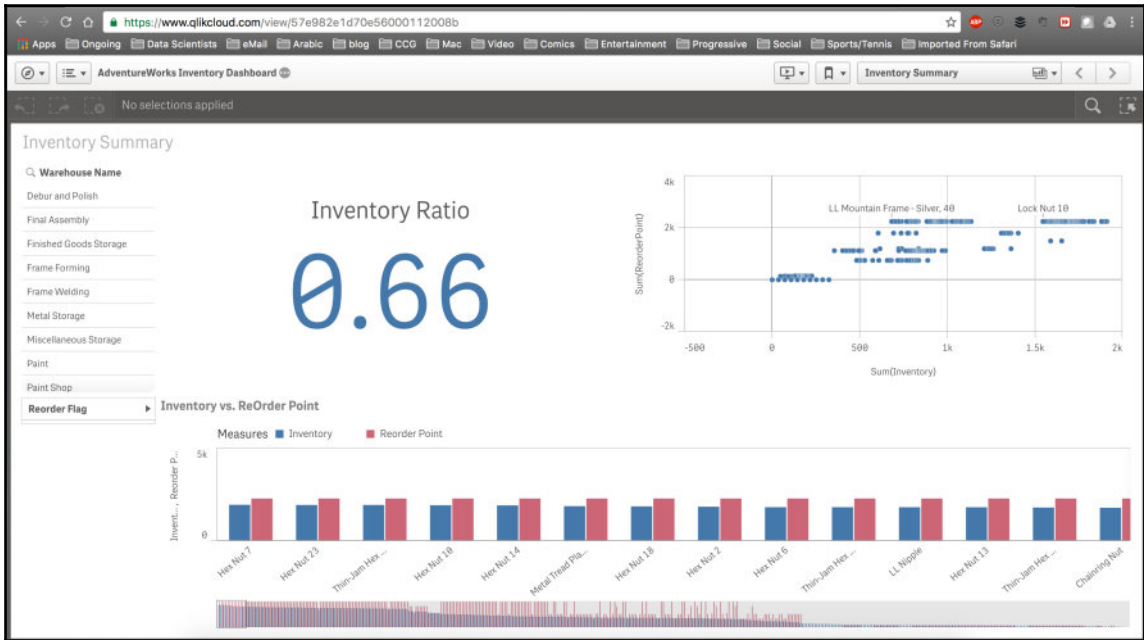 https://www.qlikcloud.com/view/57e982e1d70e56000112008b
Apps Ongoing Data Scientists eMail Arabic blog CCG Mac Video Comics Entertainment Progressive Social Sports/Tennis Imported From Safari
AdventureWorks Inventory Dashboard Inventory Summary
No selections applied
Inventory Summary
Warehouse Name
Debur and Polish
Final Assembly
Finished Goods Storage
Frame Forming
Frame Welding
Metal Storage
Miscellaneous Storage
Paint
Paint Shop
Reorder Flag
Inventory Ratio
0.66
4k
2k
0
-2k
Sum(ReorderPoint)
LL Mountain Frame - Silver, 40 Lock Nut 10
-500 0 500 1k 1.5k 2k
Sum(Inventory)
Inventory vs. ReOrder Point
Measures Inventory Reorder Point
Invent..., Reorder P...
5k
0
Hex Nut 7
Hex Nut 23
Thin-Jam Hex ...
Hex Nut 10
Hex Nut 14
Metal Tread Pla...
Hex Nut 18
Hex Nut 2
Hex Nut 6
Thin-Jam Hex ...
LL Nipple
Hex Nut 13
Thin-Jam Hex ...
Chainring Nut